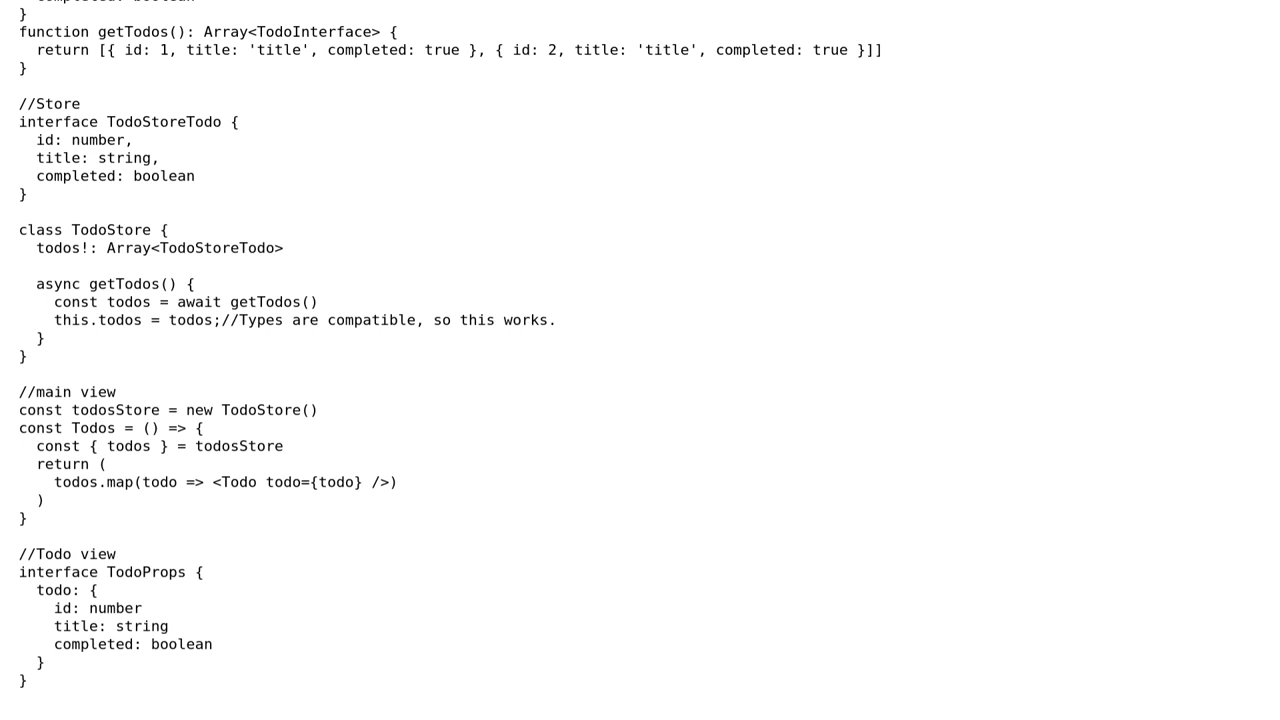 }
function getTodos(): Array<TodoInterface> {
  return [{ id: 1, title: 'title', completed: true }, { id: 2, title: 'title', completed: true }]]
}

//Store
interface TodoStoreTodo {
  id: number,
  title: string,
  completed: boolean
}

class TodoStore {
  todos!: Array<TodoStoreTodo>

  async getTodos() {
    const todos = await getTodos()
    this.todos = todos;//Types are compatible, so this works.
  }
}

//main view
const todosStore = new TodoStore()
const Todos = () => {
  const { todos } = todosStore
  return (
    todos.map(todo => <Todo todo={todo} />)
  )
}

//Todo view
interface TodoProps {
  todo: {
    id: number
    title: string
    completed: boolean
  }
}